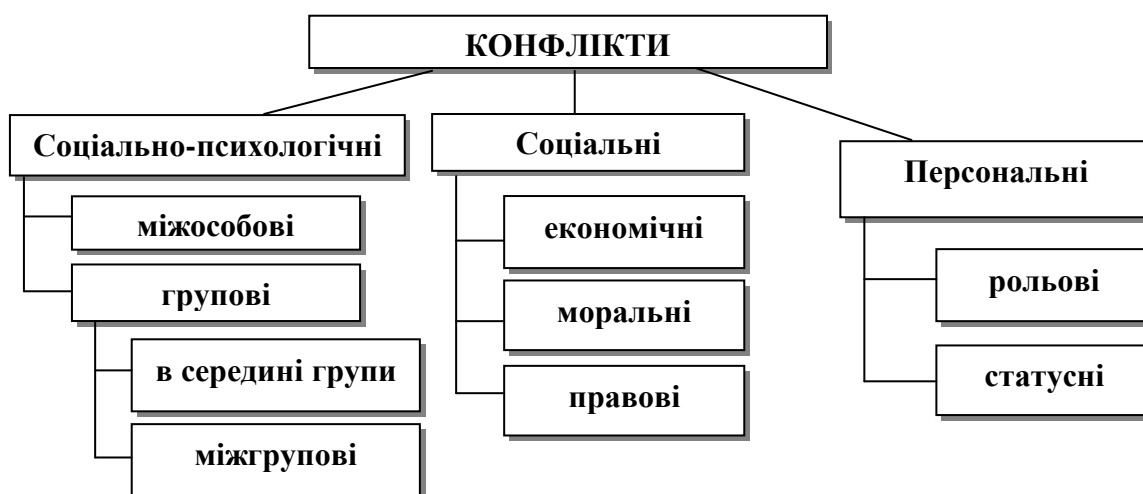 КОНФЛІКТИ
Соціально-психологічні
міжособові
групові
в середині групи
міжгрупові
Соціальні
економічні
моральні
правові
Персональні
рольові
статусні